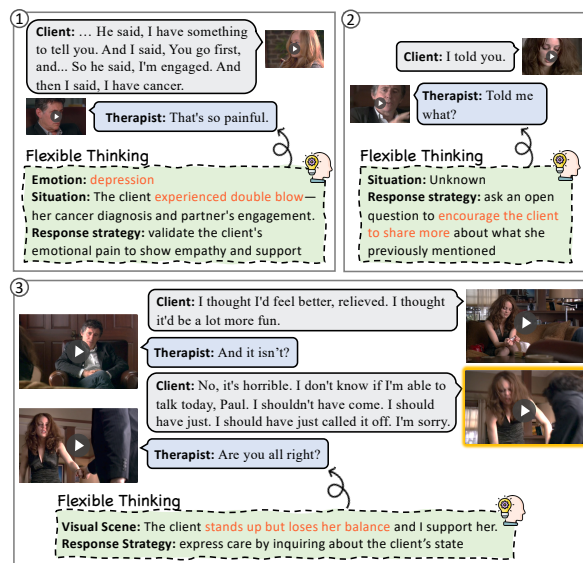 ①
Client: … He said, I have something
to tell you. And I said, You go first,
and... So he said, I'm engaged. And
then I said, I have cancer.
Therapist: That's so painful.
Flexible Thinking
Emotion: depression
Situation: The client experienced double blow—
her cancer diagnosis and partner's engagement.
Response strategy: validate the client's
emotional pain to show empathy and support
②
Client: I told you.
Therapist: Told me
what?
Flexible Thinking
Situation: Unknown
Response strategy: ask an open
question to encourage the client
to share more about what she
previously mentioned
③
Client: I thought I'd feel better, relieved. I thought
it'd be a lot more fun.
Therapist: And it isn't?
Client: No, it's horrible. I don't know if I'm able to
talk today, Paul. I shouldn't have come. I should
have just. I should have just called it off. I'm sorry.
Therapist: Are you all right?
Flexible Thinking
Visual Scene: The client stands up but loses her balance and I support her.
Response Strategy: express care by inquiring about the client's state